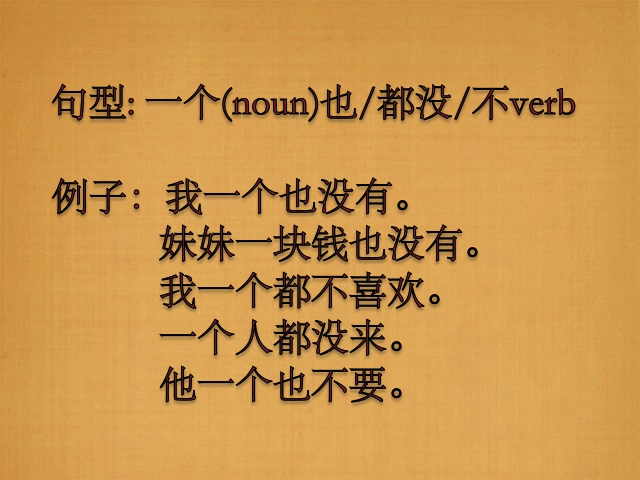 句型: 一个(noun)也/都没/不verb
例子：我一个也没有。
妹妹一块钱也没有。
我一个都不喜欢。
一个人都没来。
他一个也不要。